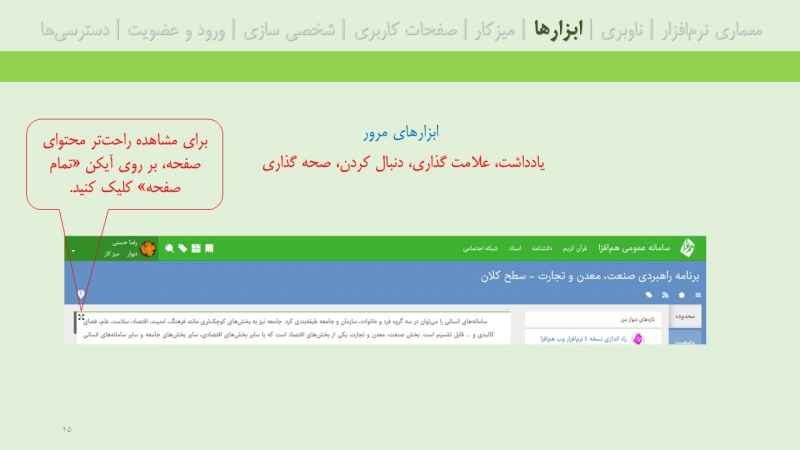 معماری نرم‌افزار | ناوبری | ابزارها | میزکار | صفحات کاربری | شخصی سازی | ورود و عضویت | دسترسی‌ها
ابزارهای مرور
یادداشت، علامت گذاری، دنبال کردن، صحه گذاری
برای مشاهده راحت‌تر محتوای
صفحه، بر روی آیکن «تمام
صفحه» کلیک کنید.
سامانه عمومی هم‌افزا قرآن کریم دانشنامه اسناد شبکه اجتماعی
رضا حسنی
دیوار میز کار
برنامه راهبردی صنعت، معدن و تجارت - سطح کلان
محدوده
تازه‌های دیوار من
راه اندازی نسخه ۱ نرم‌افزار وب هم‌افزا
سامانه‌های انسانی را می‌توان در سه گروه فرد و خانواده، سازمان و جامعه طبقه‌بندی کرد. جامعه نیز به بخش‌های کوچک‌تری مانند فرهنگ، امنیت، اقتصاد، سلامت، علم، فضای
کالبدی و ... قابل تقسیم است. بخش صنعت، معدن و تجارت یکی از بخش‌های اقتصاد است که با سایر بخش‌های اقتصادی، سایر بخش‌های جامعه و سایر سامانه‌های انسانی
۱۵